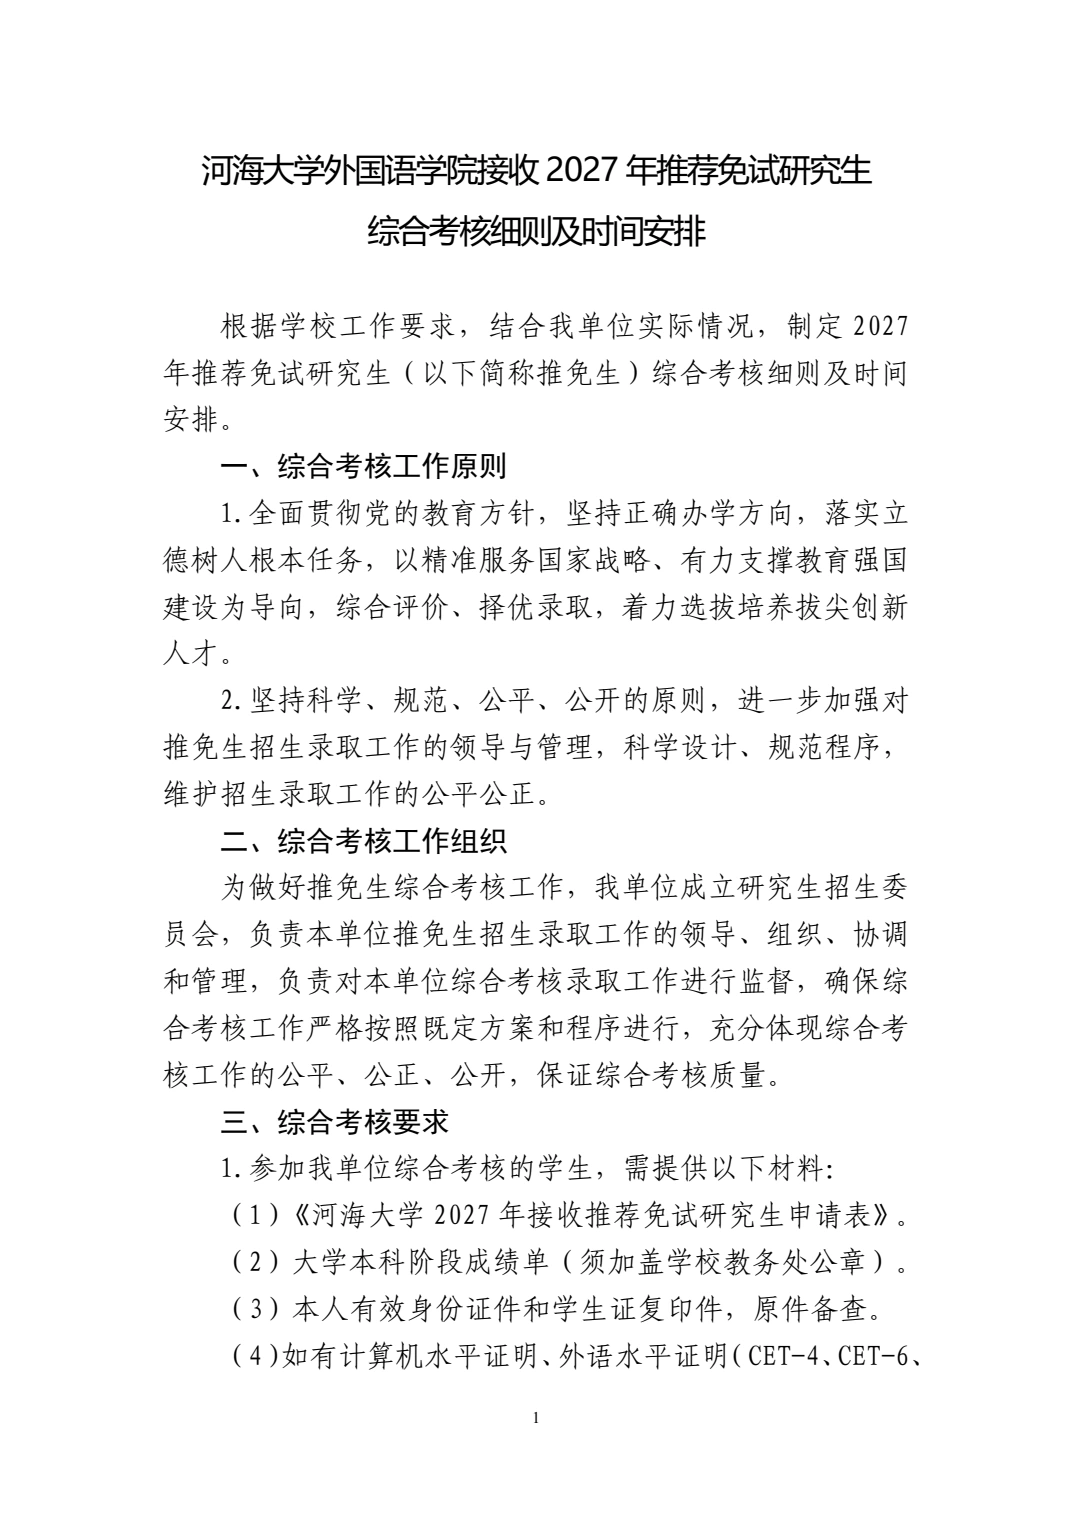 河海大学外国语学院接收 2027 年推荐免试研究生
综合考核细则及时间安排
根据学校工作要求，结合我单位实际情况，制定 2027
年推荐免试研究生（以下简称推免生）综合考核细则及时间
安排。
一、综合考核工作原则
1.全面贯彻党的教育方针，坚持正确办学方向，落实立
德树人根本任务，以精准服务国家战略、有力支撑教育强国
建设为导向，综合评价、择优录取，着力选拔培养拔尖创新
人才。
2.坚持科学、规范、公平、公开的原则，进一步加强对
推免生招生录取工作的领导与管理，科学设计、规范程序，
维护招生录取工作的公平公正。
二、综合考核工作组织
为做好推免生综合考核工作，我单位成立研究生招生委
员会，负责本单位推免生招生录取工作的领导、组织、协调
和管理，负责对本单位综合考核录取工作进行监督，确保综
合考核工作严格按照既定方案和程序进行，充分体现综合考
核工作的公平、公正、公开，保证综合考核质量。
三、综合考核要求
1.参加我单位综合考核的学生，需提供以下材料：
（1）《河海大学 2027 年接收推荐免试研究生申请表》。
（2）大学本科阶段成绩单（须加盖学校教务处公章）。
（3）本人有效身份证件和学生证复印件，原件备查。
（4）如有计算机水平证明、外语水平证明（CET-4、CET-6、
1